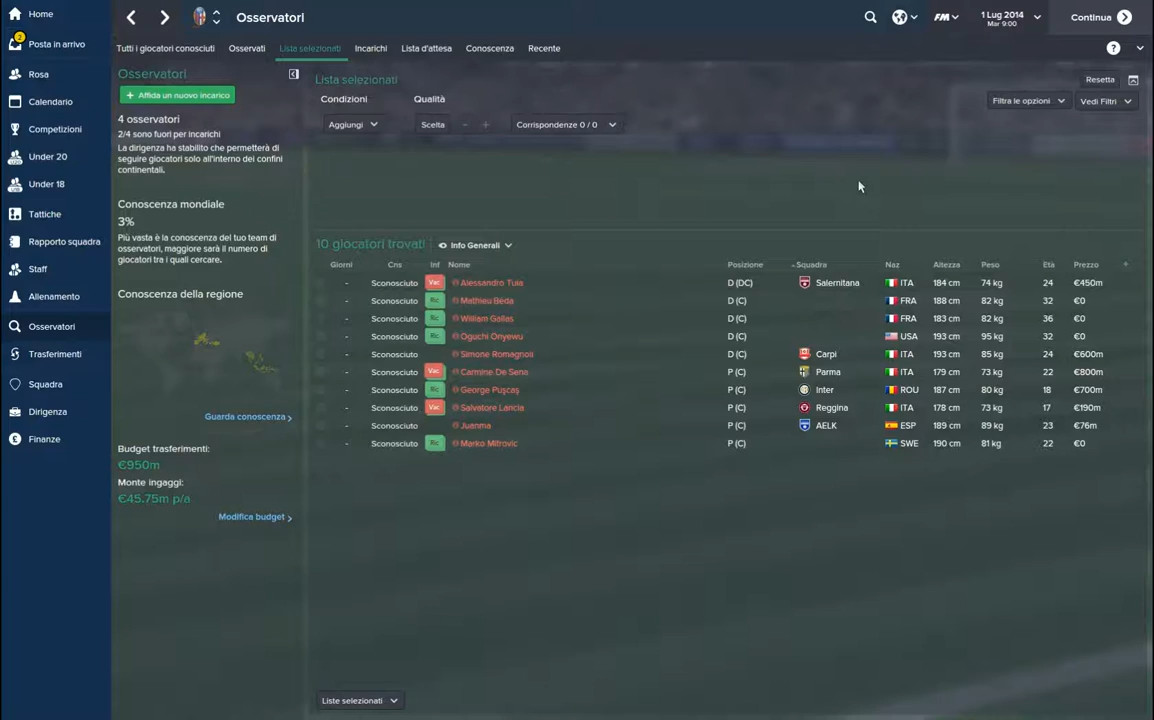 Home
Osservatori
1 Lug 2014
Mar 9:00
Continua
2
Posta in arrivo
Rosa
Calendario
Competizioni
Under 20
Under 18
Tattiche
Rapporto squadra
Staff
Allenamento
Osservatori
Trasferimenti
Squadra
Dirigenza
Finanze
Tutti i giocatori conosciuti Osservati Lista selezionati Incarichi Lista d'attesa Conoscenza Recente
Osservatori
+ Affida un nuovo incarico
4 osservatori
2/4 sono fuori per incarichi
La dirigenza ha stabilito che permetterà di
seguire giocatori solo all'interno dei confini
continentali.
Conoscenza mondiale
3%
Più vasta è la conoscenza del tuo team di
osservatori, maggiore sarà il numero di
giocatori tra i quali cercare.
Conoscenza della regione
Guarda conoscenza
Budget trasferimenti:
€950m
Monte ingaggi:
€45.75m p/a
Modifica budget
Lista selezionati
Resetta
Condizioni Qualità
Filtra le opzioni Vedi Filtri
Aggiungi Scelta - + Corrispondenze 0 / 0
10 giocatori trovati Info Generali
Giorni Cns Inf Nome Posizione Squadra Naz Altezza Peso Età Prezzo
- Sconosciuto Vac Alessandro Tuia D (DC) Salernitana ITA 184 cm 74 kg 24 €450m
- Sconosciuto Ric Mathieu Béda D (C) FRA 188 cm 82 kg 32 €0
- Sconosciuto Ric William Gallas D (C) FRA 183 cm 82 kg 36 €0
- Sconosciuto Ric Oguchi Onyewu D (C) USA 193 cm 95 kg 32 €0
- Sconosciuto Simone Romagnoli D (C) Carpi ITA 193 cm 85 kg 24 €600m
- Sconosciuto Vac Carmine De Sena P (C) Parma ITA 179 cm 73 kg 22 €800m
- Sconosciuto Ric George Pușcaș P (C) Inter ROU 187 cm 80 kg 18 €700m
- Sconosciuto Vac Salvatore Lancia P (C) Reggina ITA 178 cm 73 kg 17 €190m
- Sconosciuto Juanma P (C) AELK ESP 189 cm 89 kg 23 €76m
- Sconosciuto Ric Marko Mitrovic P (C) SWE 190 cm 81 kg 22 €0
Liste selezionati
FM
?